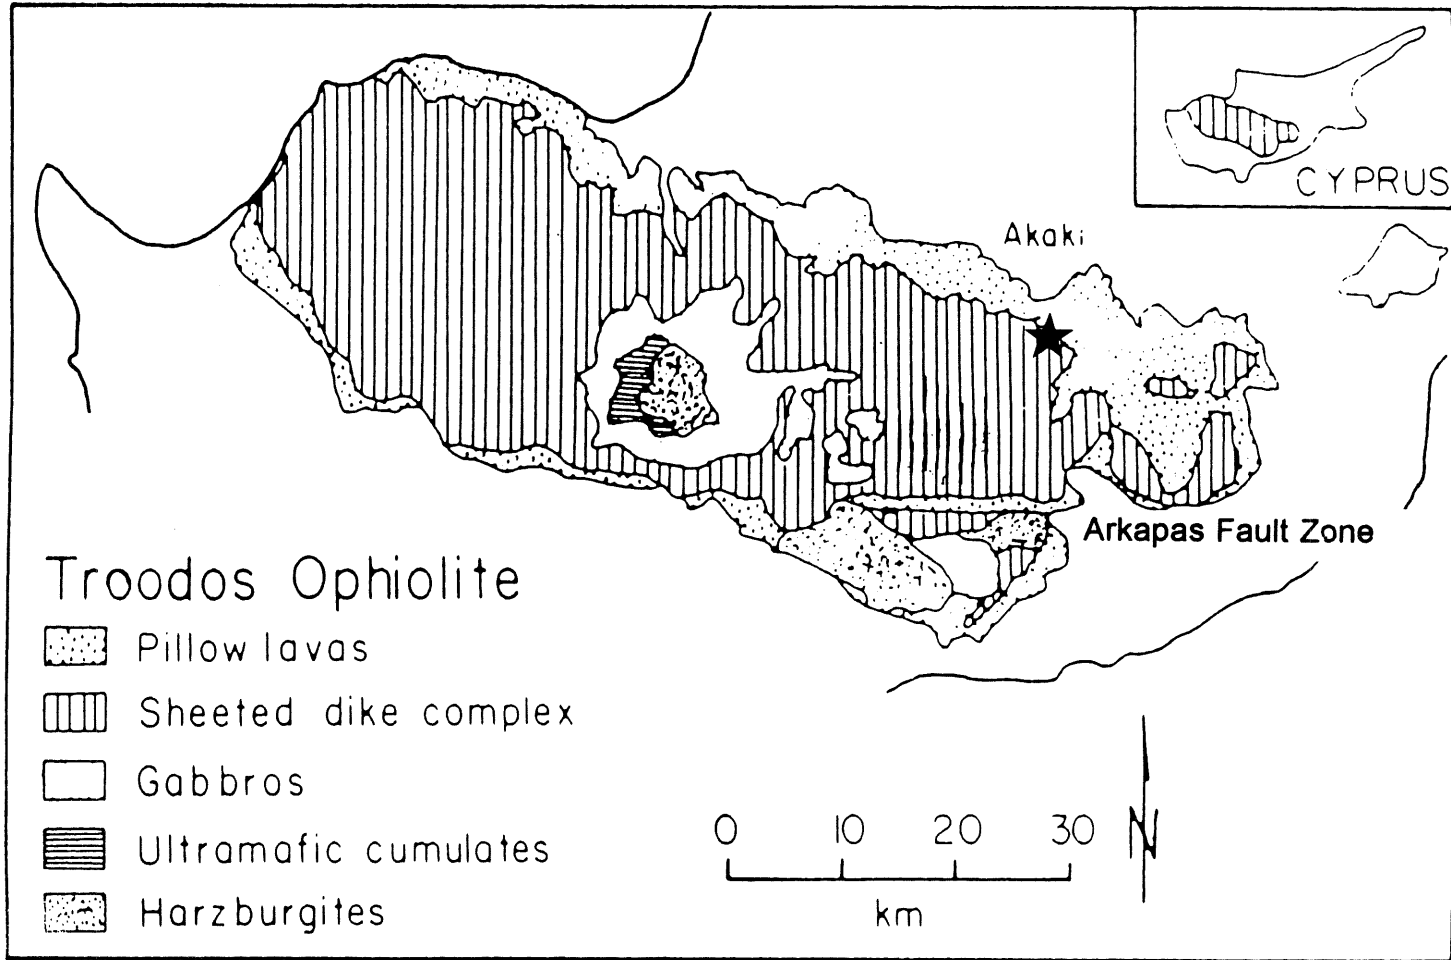 CYPRUS
Akaki
Arkapas Fault Zone
Troodos Ophiolite
Pillow lavas
Sheeted dike complex
Gabbros
Ultramafic cumulates
Harzburgites
0 10 20 30
km
N